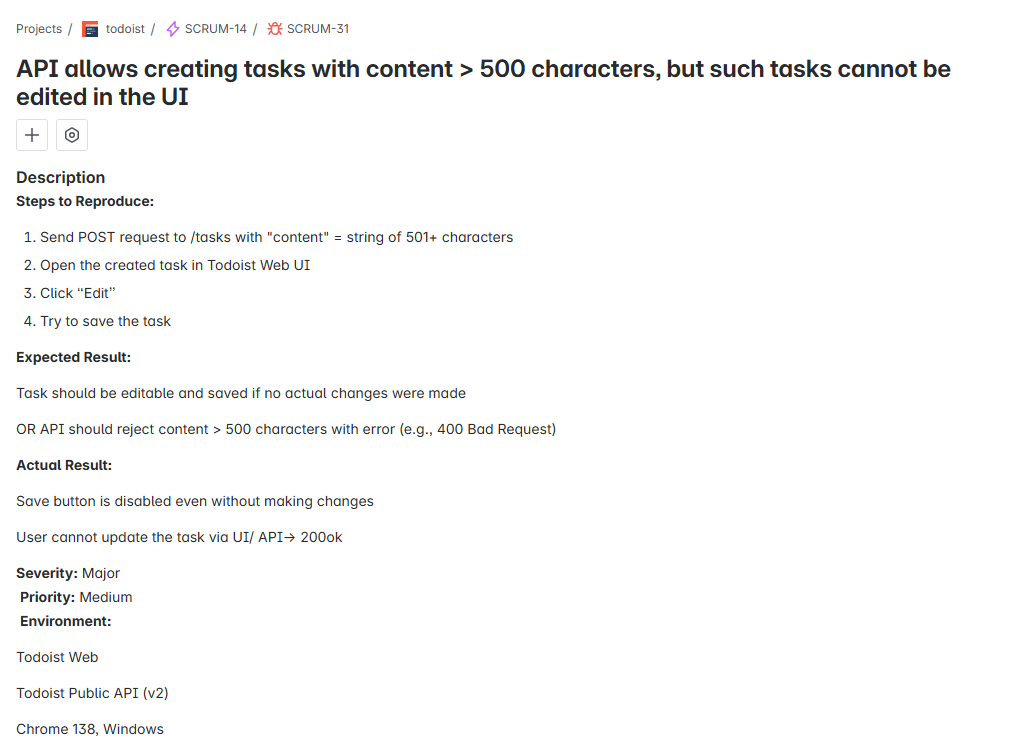 Projects / todoist / SCRUM-14 / SCRUM-31
API allows creating tasks with content > 500 characters, but such tasks cannot be
edited in the UI
Description
Steps to Reproduce:
1. Send POST request to /tasks with "content" = string of 501+ characters
2. Open the created task in Todoist Web UI
3. Click “Edit”
4. Try to save the task
Expected Result:
Task should be editable and saved if no actual changes were made
OR API should reject content > 500 characters with error (e.g., 400 Bad Request)
Actual Result:
Save button is disabled even without making changes
User cannot update the task via UI/ API→ 200ok
Severity: Major
Priority: Medium
Environment:
Todoist Web
Todoist Public API (v2)
Chrome 138, Windows